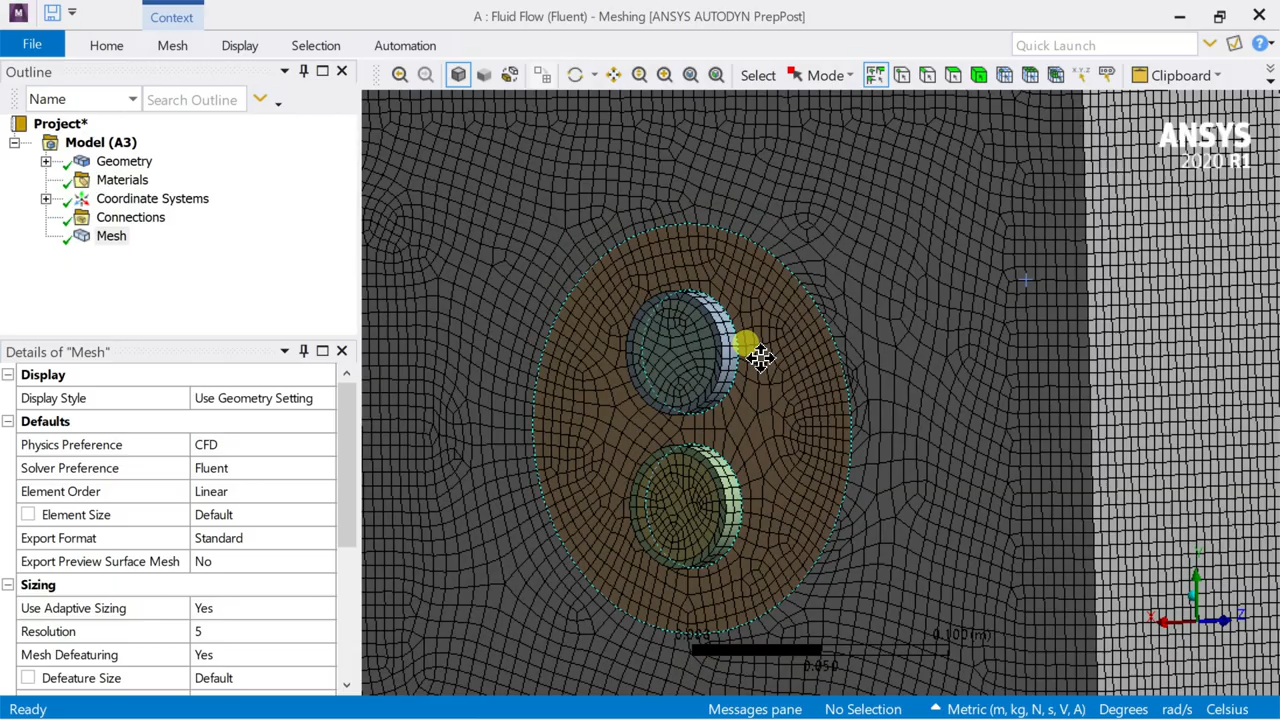 Context
A : Fluid Flow (Fluent) - Meshing [ANSYS AUTODYN PrepPost]
File
Home
Mesh
Display
Selection
Automation
Quick Launch
Outline
Select
Mode
Clipboard
Name
Search Outline
Project*
Model (A3)
Geometry
Materials
Coordinate Systems
Connections
Mesh
ANSYS
2020 R1
Details of "Mesh"
Display
Display Style Use Geometry Setting
Defaults
Physics Preference CFD
Solver Preference Fluent
Element Order Linear
Element Size Default
Export Format Standard
Export Preview Surface Mesh No
Sizing
Use Adaptive Sizing Yes
Resolution 5
Mesh Defeaturing Yes
Defeature Size Default
Y
X
Z
0.000
0.100 (m)
0.050
Ready
Messages pane
No Selection
Metric (m, kg, N, s, V, A)
Degrees
rad/s
Celsius